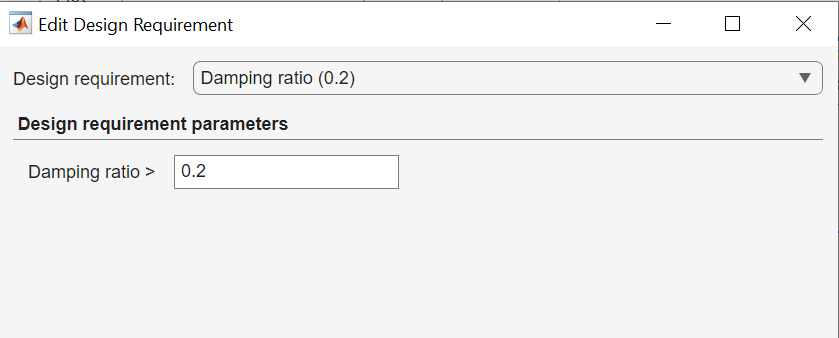 Edit Design Requirement
Design requirement: Damping ratio (0.2)
Design requirement parameters
Damping ratio > 0.2